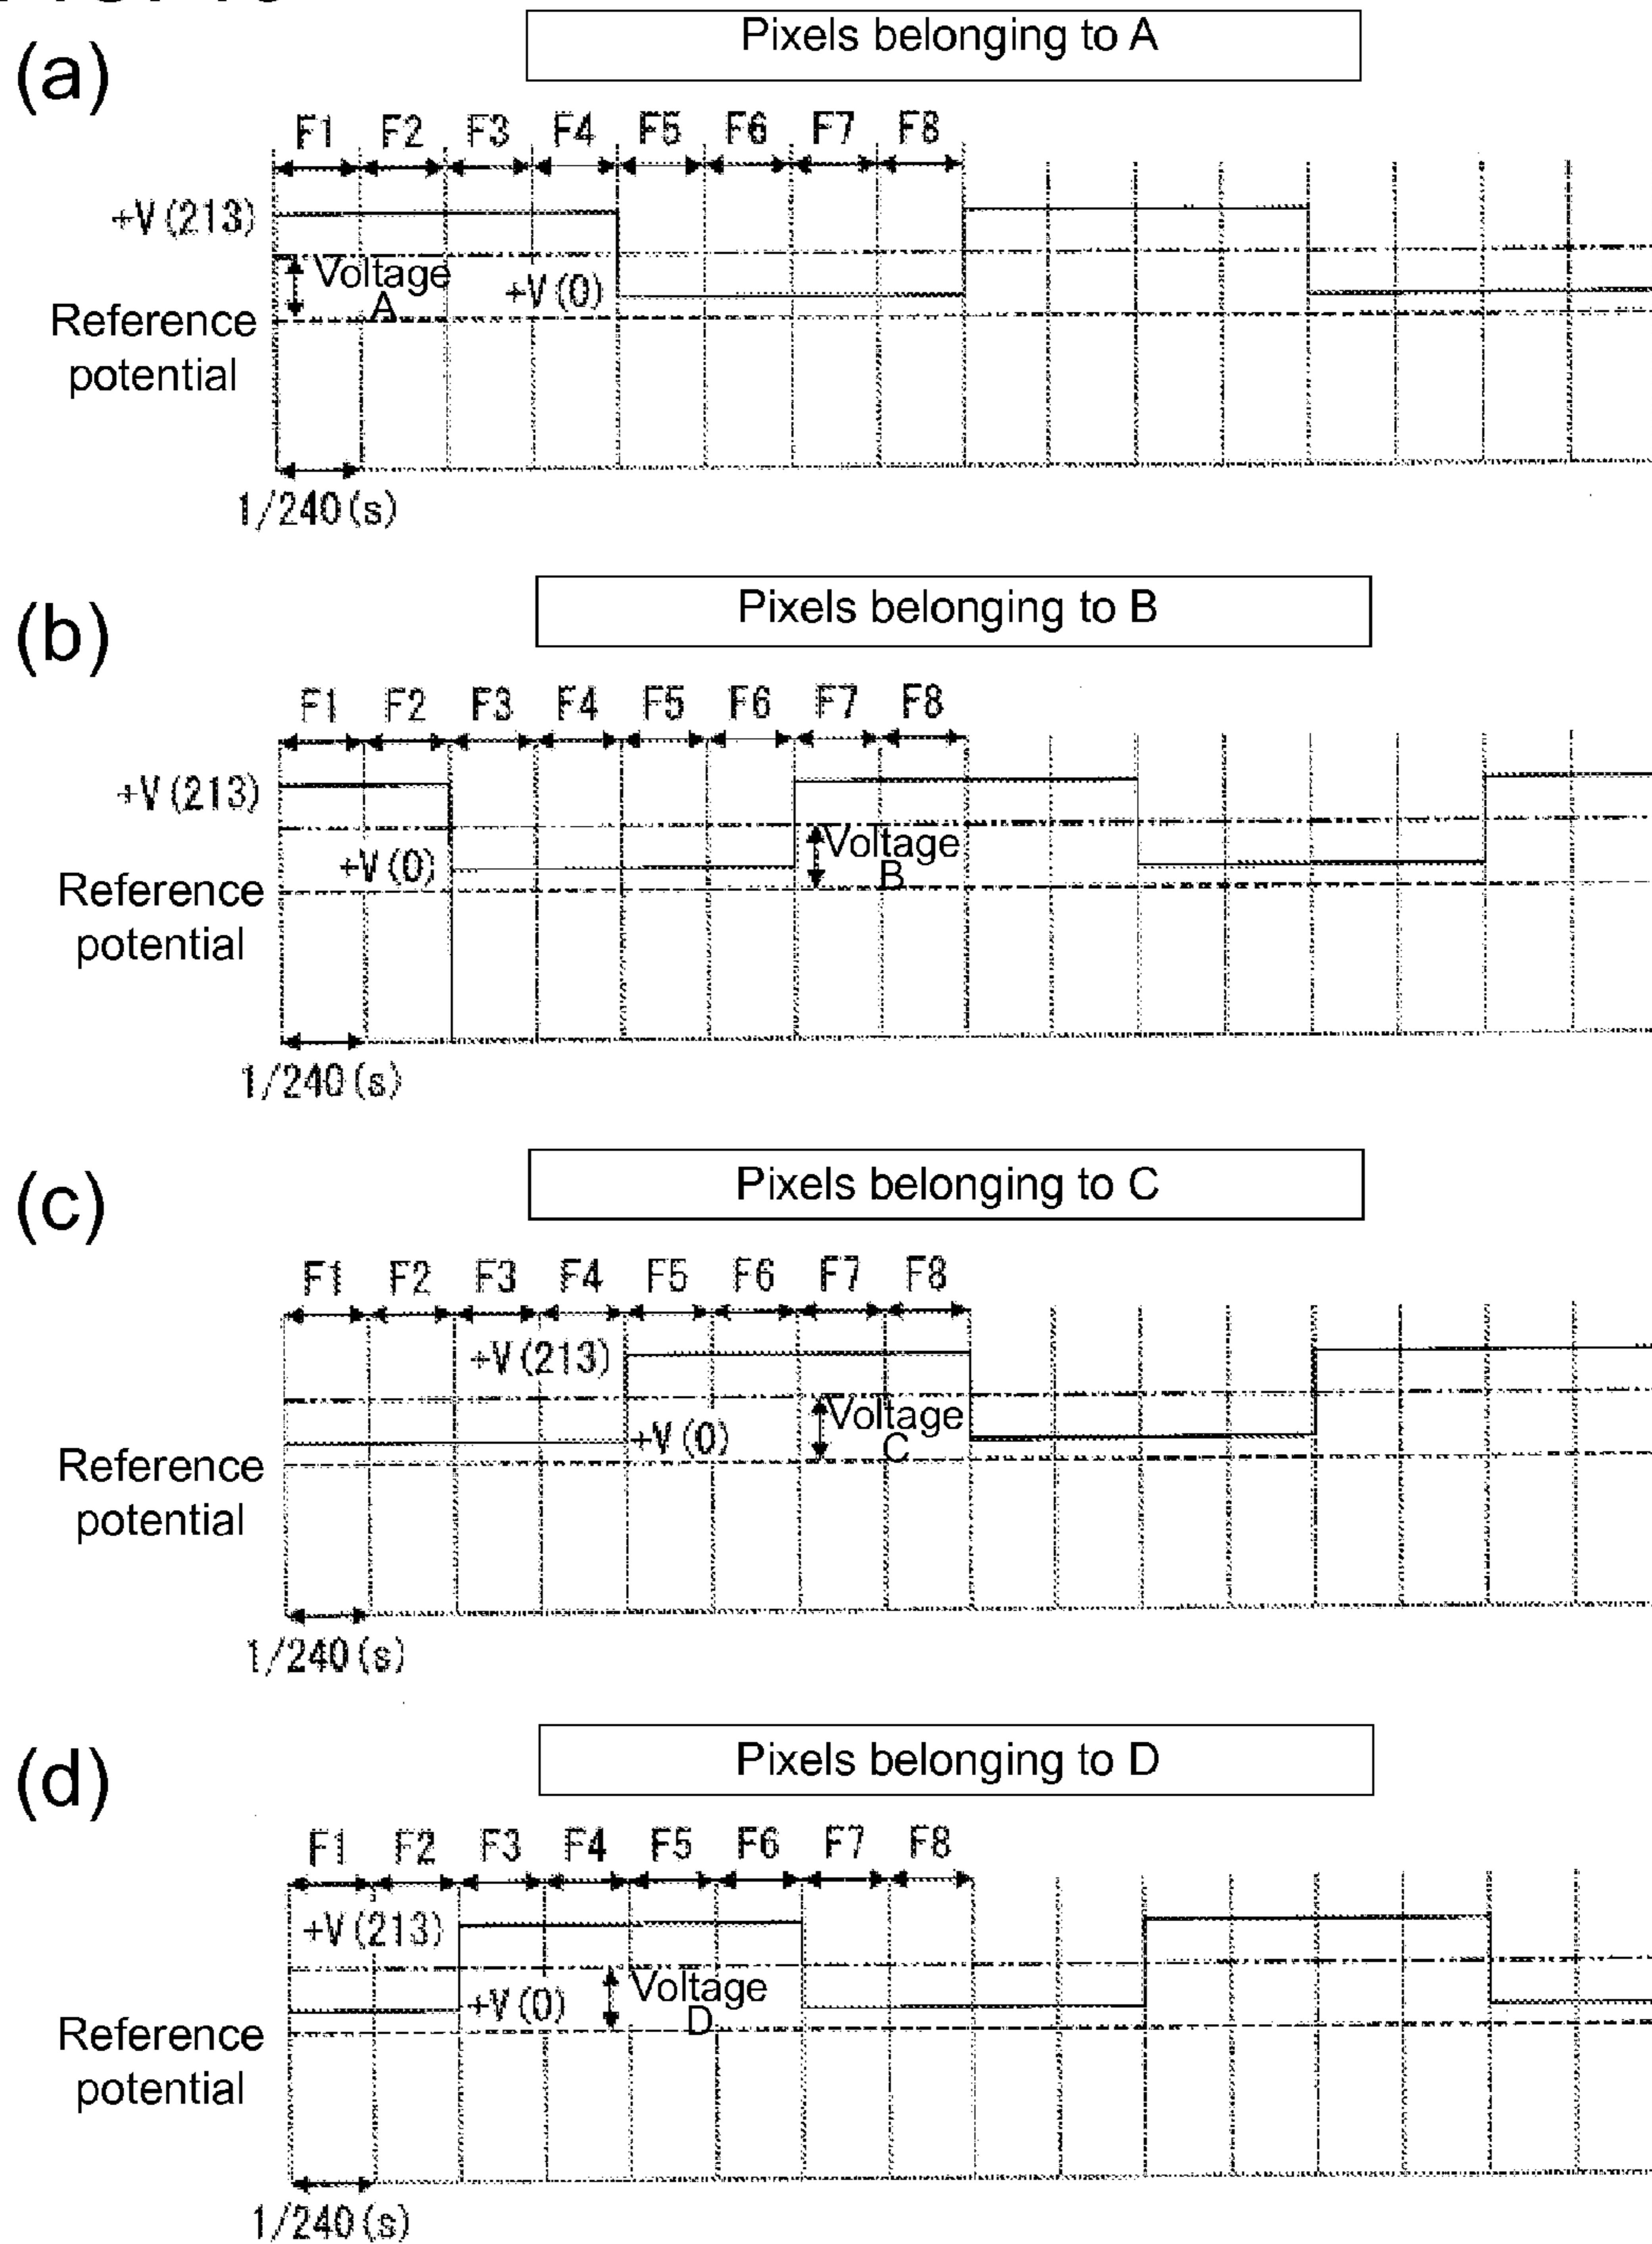 (a)
Pixels belonging to A
F1 F2 F3 F4 F5 F6 F7 F8
+V(213)
Voltage
A
+V(0)
Reference
potential
1/240(s)
(b)
Pixels belonging to B
F1 F2 F3 F4 F5 F6 F7 F8
+V(213)
Voltage
B
+V(0)
Reference
potential
1/240(s)
(c)
Pixels belonging to C
F1 F2 F3 F4 F5 F6 F7 F8
+V(213)
Voltage
C
+V(0)
Reference
potential
1/240(s)
(d)
Pixels belonging to D
F1 F2 F3 F4 F5 F6 F7 F8
+V(213)
Voltage
D
+V(0)
Reference
potential
1/240(s)